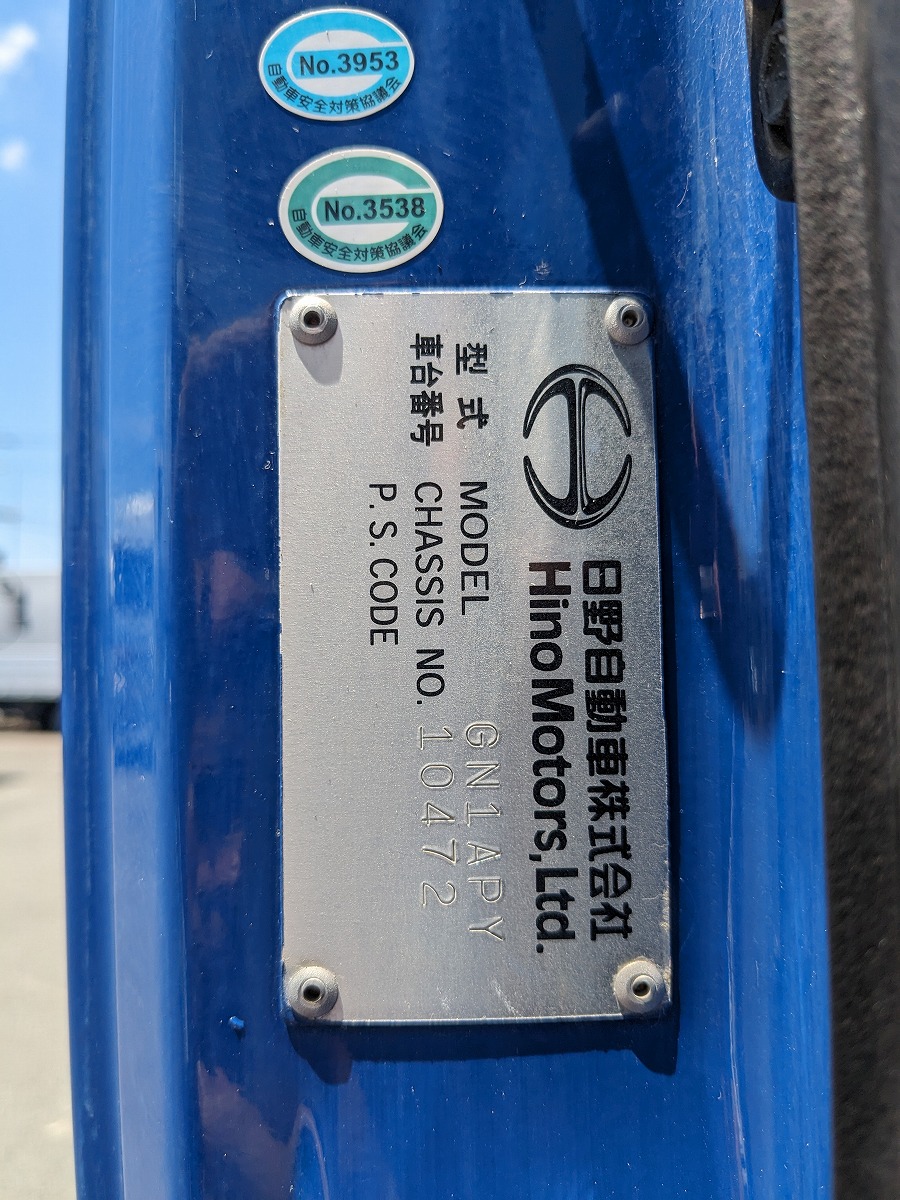 No.3953
自動車安全対策協議会
No.3538
自動車安全対策協議会
日野自動車株式会社
Hino Motors, Ltd.
型式 MODEL GN1APY
車台番号 CHASSIS NO. 10472
P.S.CODE